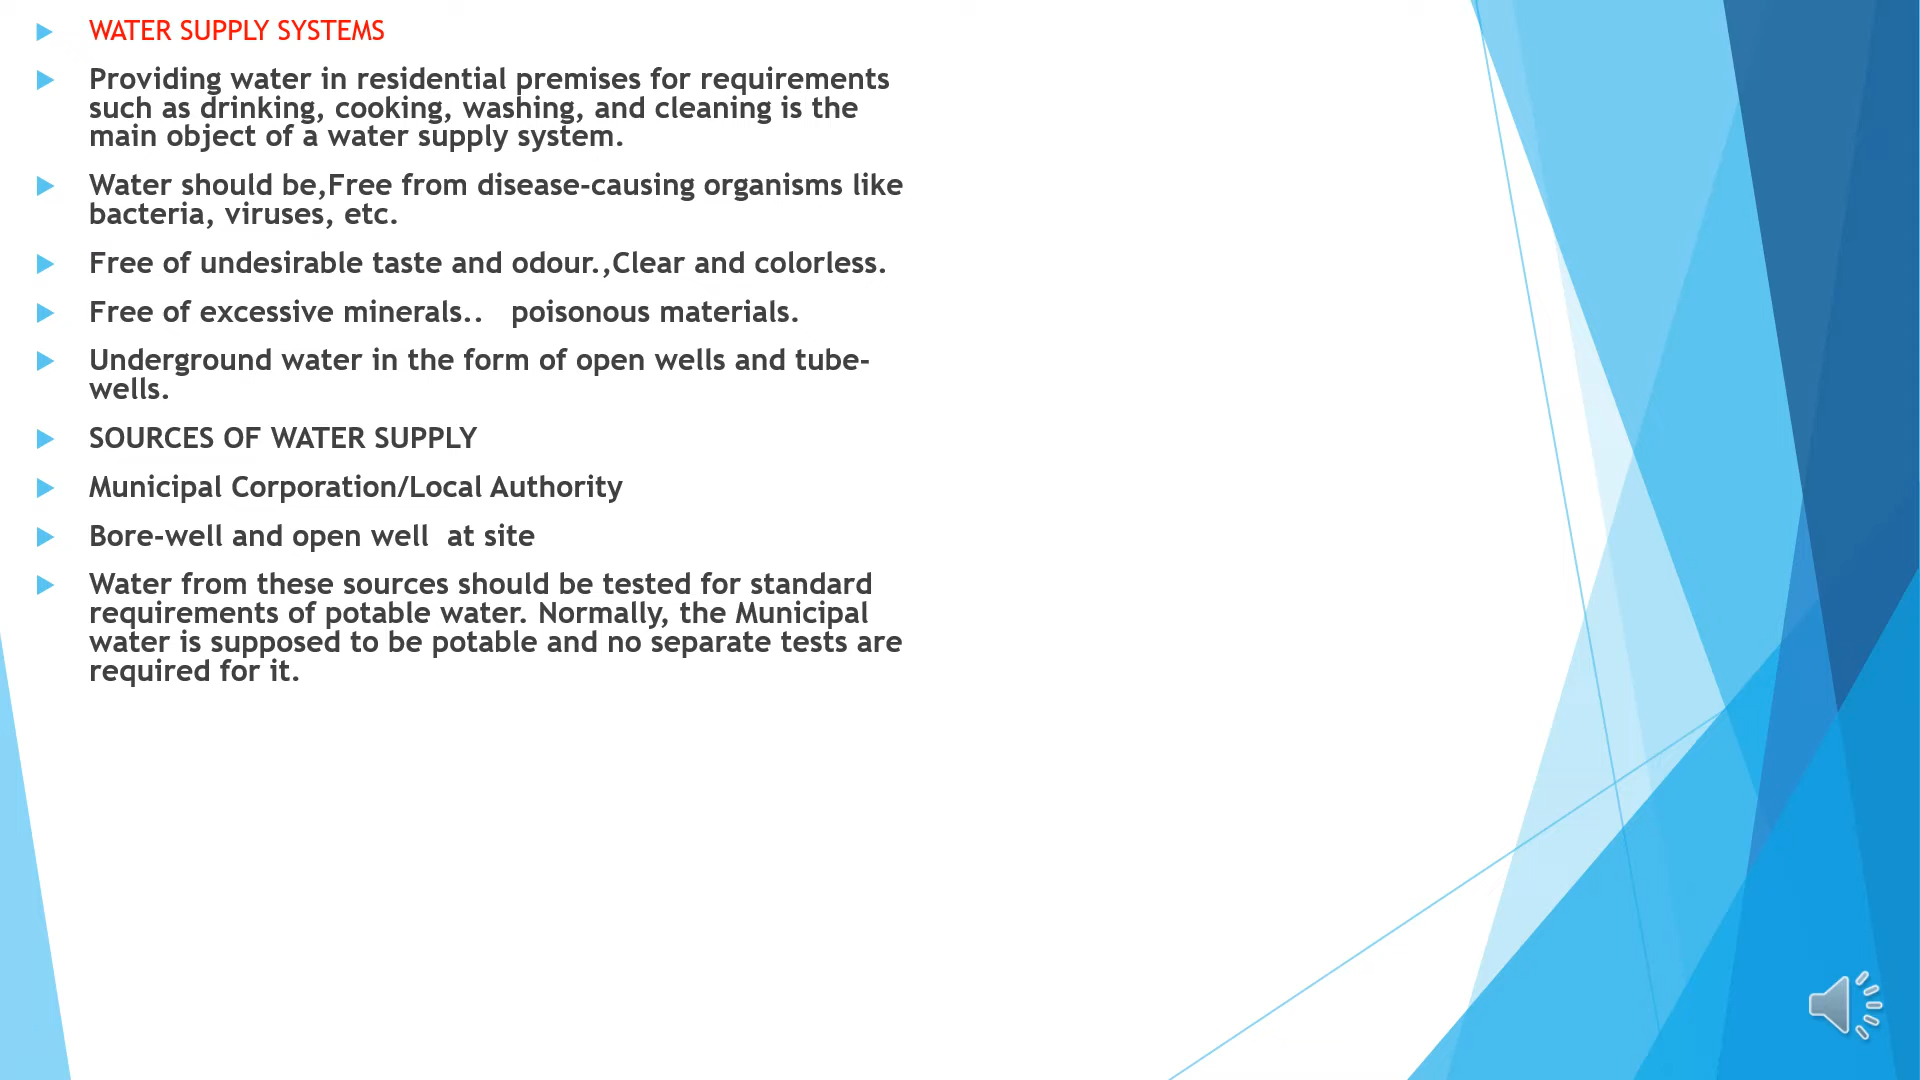 WATER SUPPLY SYSTEMS
Providing water in residential premises for requirements
such as drinking, cooking, washing, and cleaning is the
main object of a water supply system.
Water should be,Free from disease-causing organisms like
bacteria, viruses, etc.
Free of undesirable taste and odour.,Clear and colorless.
Free of excessive minerals..   poisonous materials.
Underground water in the form of open wells and tube-
wells.
SOURCES OF WATER SUPPLY
Municipal Corporation/Local Authority
Bore-well and open well  at site
Water from these sources should be tested for standard
requirements of potable water. Normally, the Municipal
water is supposed to be potable and no separate tests are
required for it.